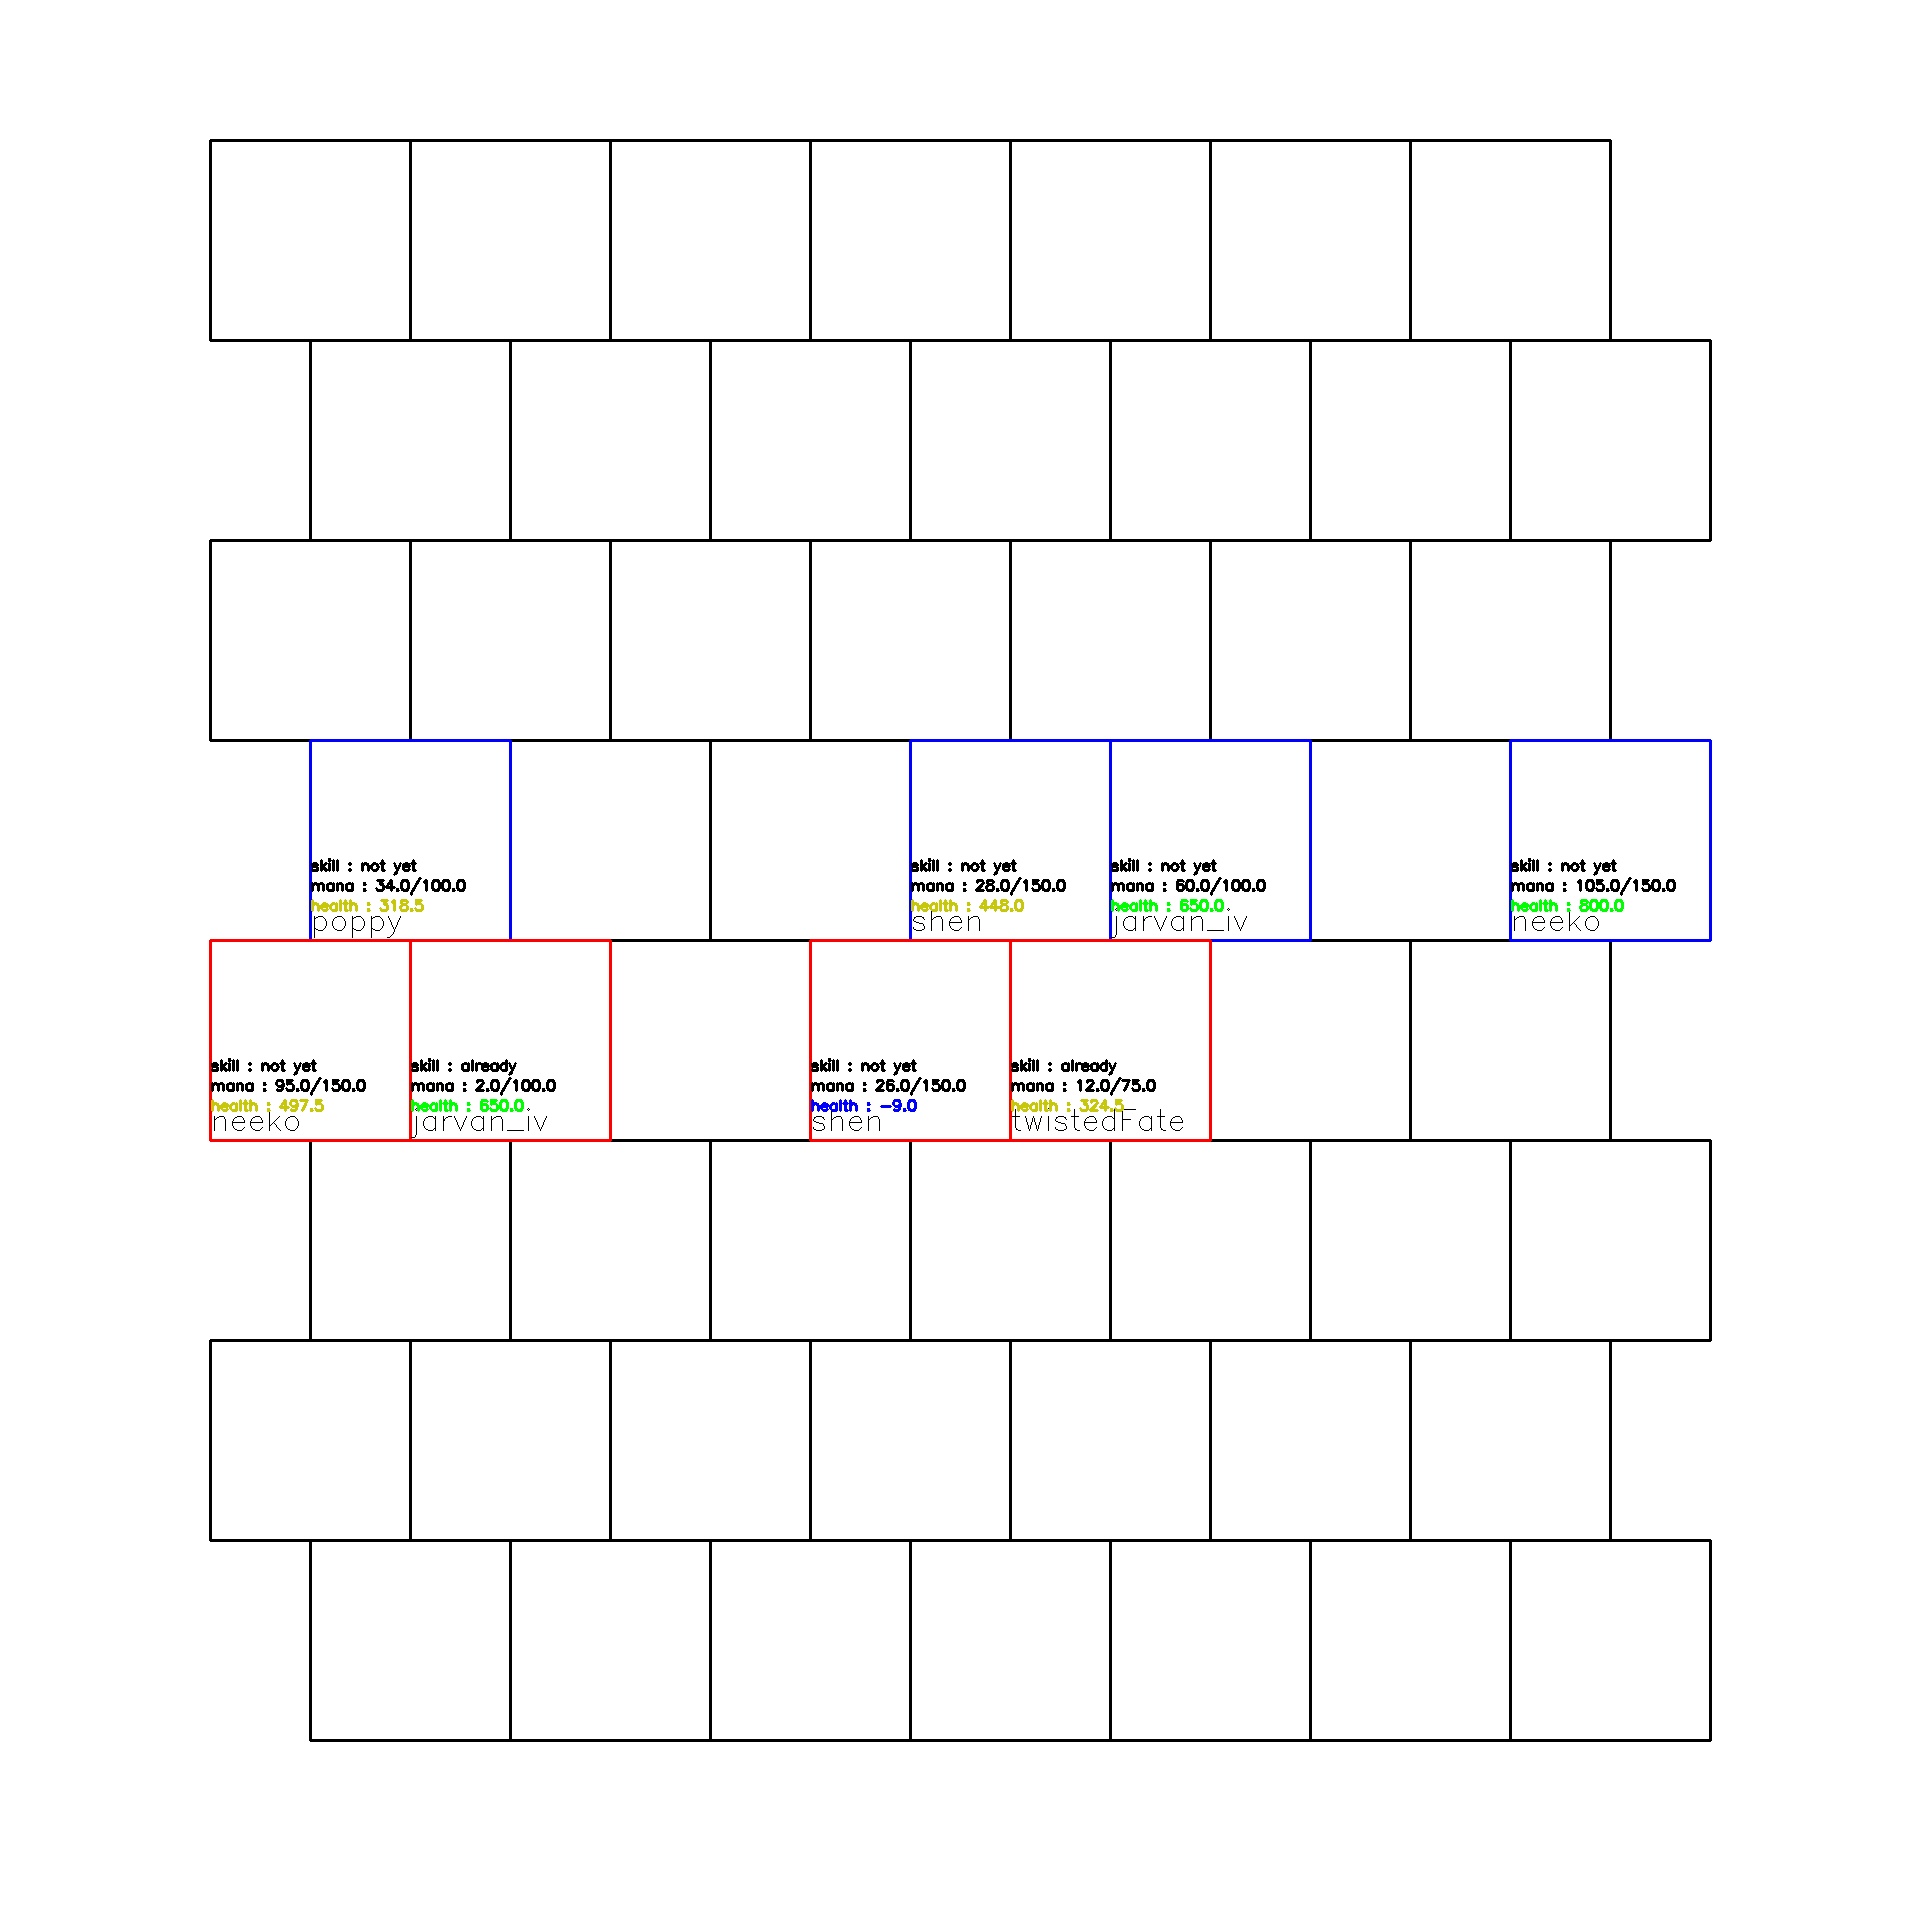 skill : not yet
mana : 34.0/100.0
health : 318.5
poppy
skill : not yet
mana : 28.0/150.0
health : 448.0
shen
skill : not yet
mana : 60.0/100.0
health : 650.0
jarvan_iv
skill : not yet
mana : 105.0/150.0
health : 800.0
neeko
skill : not yet
mana : 95.0/150.0
health : 497.5
neeko
skill : already
mana : 2.0/100.0
health : 650.0
jarvan_iv
skill : not yet
mana : 26.0/150.0
health : -9.0
shen
skill : already
mana : 12.0/75.0
health : 324.5
twistedFate